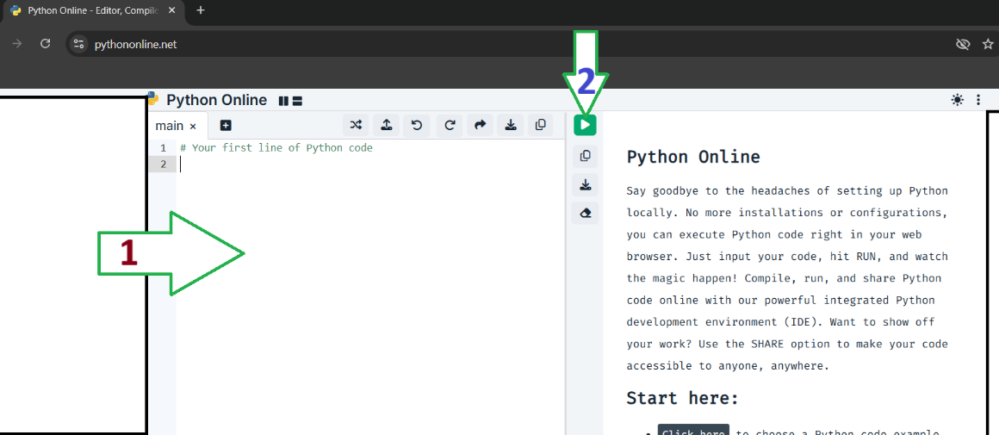 Python Online - Editor, Compile
pythononline.net
2
Python Online
main
1 # Your first line of Python code
2
1
Python Online
Say goodbye to the headaches of setting up Python
locally. No more installations or configurations,
you can execute Python code right in your web
browser. Just input your code, hit RUN, and watch
the magic happen! Compile, run, and share Python
code online with our powerful integrated Python
development environment (IDE). Want to show off
your work? Use the SHARE option to make your code
accessible to anyone, anywhere.
Start here:
• Click here to choose a Python code example